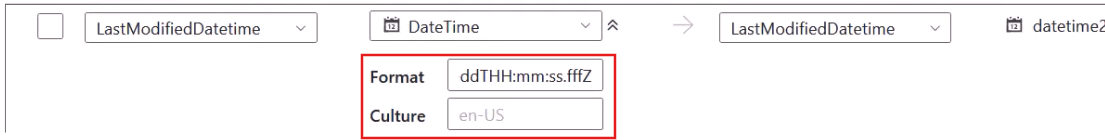 LastModifiedDatetime DateTime LastModifiedDatetime datetime2
Format ddTHH:mm:ss.fffZ
Culture en-US